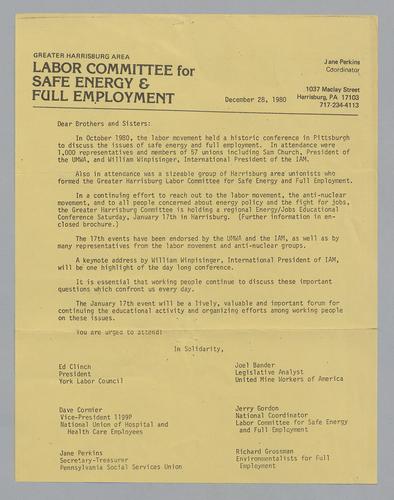 GREATER HARRISBURG AREA
LABOR COMMITTEE for
SAFE ENERGY &
FULL EMPLOYMENT
Jane Perkins
Coordinator
1037 Maclay Street
Harrisburg, PA 17103
717-234-4113
December 28, 1980
Dear Brothers and Sisters:
In October 1980, the labor movement held a historic conference in Pittsburgh
to discuss the issues of safe energy and full employment. In attendance were
1,000 representatives and members of 57 unions including Sam Church, President of
the UMWA, and William Winpisinger, International President of the IAM.
Also in attendance was a sizeable group of Harrisburg area unionists who
formed the Greater Harrisburg Labor Committee for Safe Energy and Full Employment.
In a continuing effort to reach out to the labor movement, the anti-nuclear
movement, and to all people concerned about energy policy and the fight for jobs,
the Greater Harrisburg Committee is holding a regional Energy/Jobs Educational
Conference Saturday, January 17th in Harrisburg. (Further information in en-
closed brochure.)
The 17th events have been endorsed by the UMWA and the IAM, as well as by
many representatives from the labor movement and anti-nuclear groups.
A keynote address by William Winpisinger, International President of IAM,
will be one highlight of the day long conference.
It is essential that working people continue to discuss these important
questions which confront us every day.
The January 17th event will be a lively, valuable and important forum for
continuing the educational activity and organizing efforts among working people
on these issues.
You are urged to attend!
In Solidarity,
Ed Clinch
President
York Labor Council
Joel Bander
Legislative Analyst
United Mine Workers of America
Dave Cormier
Vice-President 1199P
National Union of Hospital and
Health Care Employees
Jerry Gordon
National Coordinator
Labor Committee for Safe Energy
and Full Employment
Jane Perkins
Secretary-Treasurer
Pennsylvania Social Services Union
Richard Grossman
Environmentalists for Full
Employment